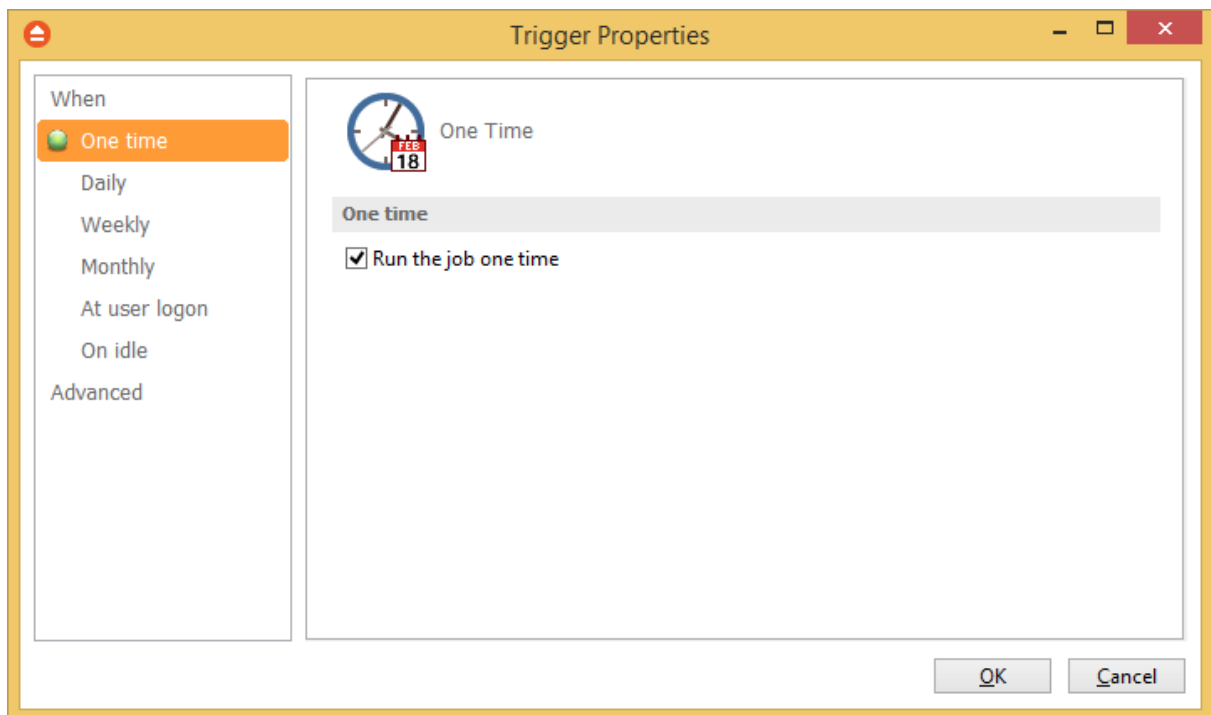 Trigger Properties
When
One time
Daily
Weekly
Monthly
At user logon
On idle
Advanced
FEB
18
One Time
One time
Run the job one time
OK
Cancel